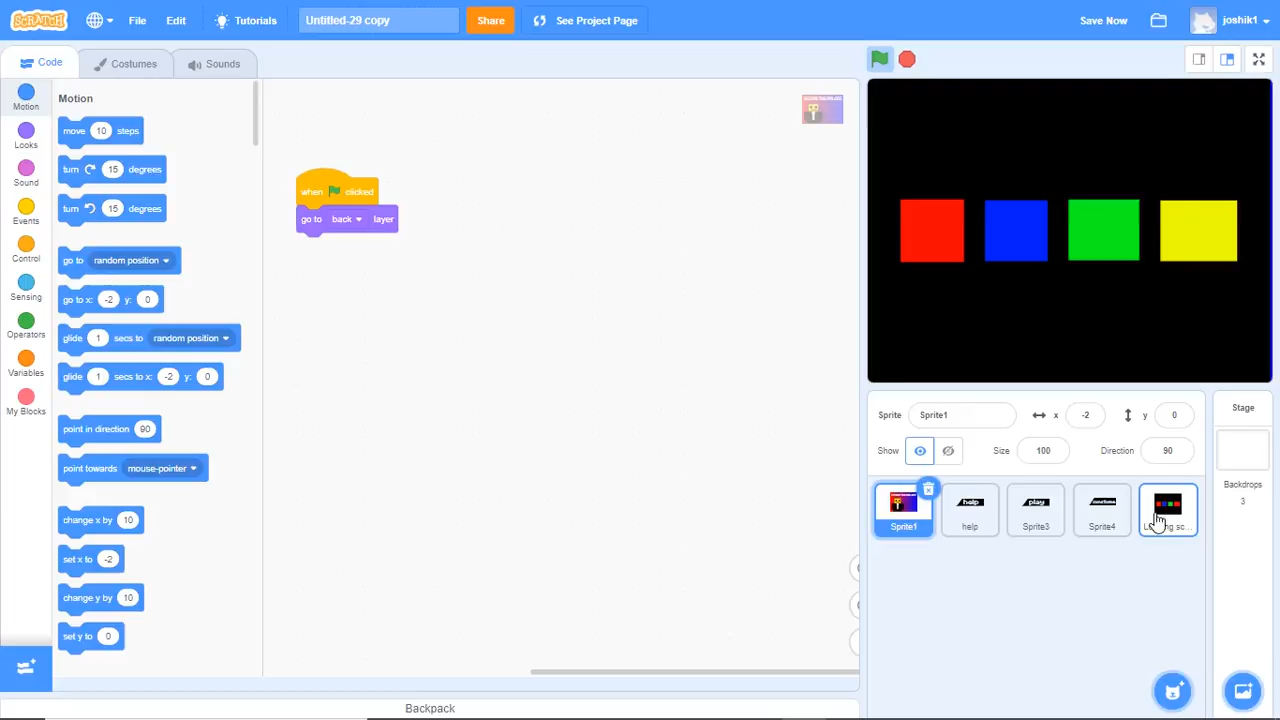 SCRATCH File Edit Tutorials Untitled-29 copy Share See Project Page Save Now joshik1
Code Costumes Sounds
Motion
Looks
Sound
Events
Control
Sensing
Operators
Variables
My Blocks
Motion
move 10 steps
turn 15 degrees
turn 15 degrees
go to random position
go to x: -2 y: 0
glide 1 secs to random position
glide 1 secs to x: -2 y: 0
point in direction 90
point towards mouse-pointer
change x by 10
set x to -2
change y by 10
set y to 0
when clicked
go to back layer
Sprite Sprite1 x -2 y 0
Show Size 100 Direction 90
help play
Sprite1 help Sprite3 Sprite4
Stage
Backdrops
3
Backpack